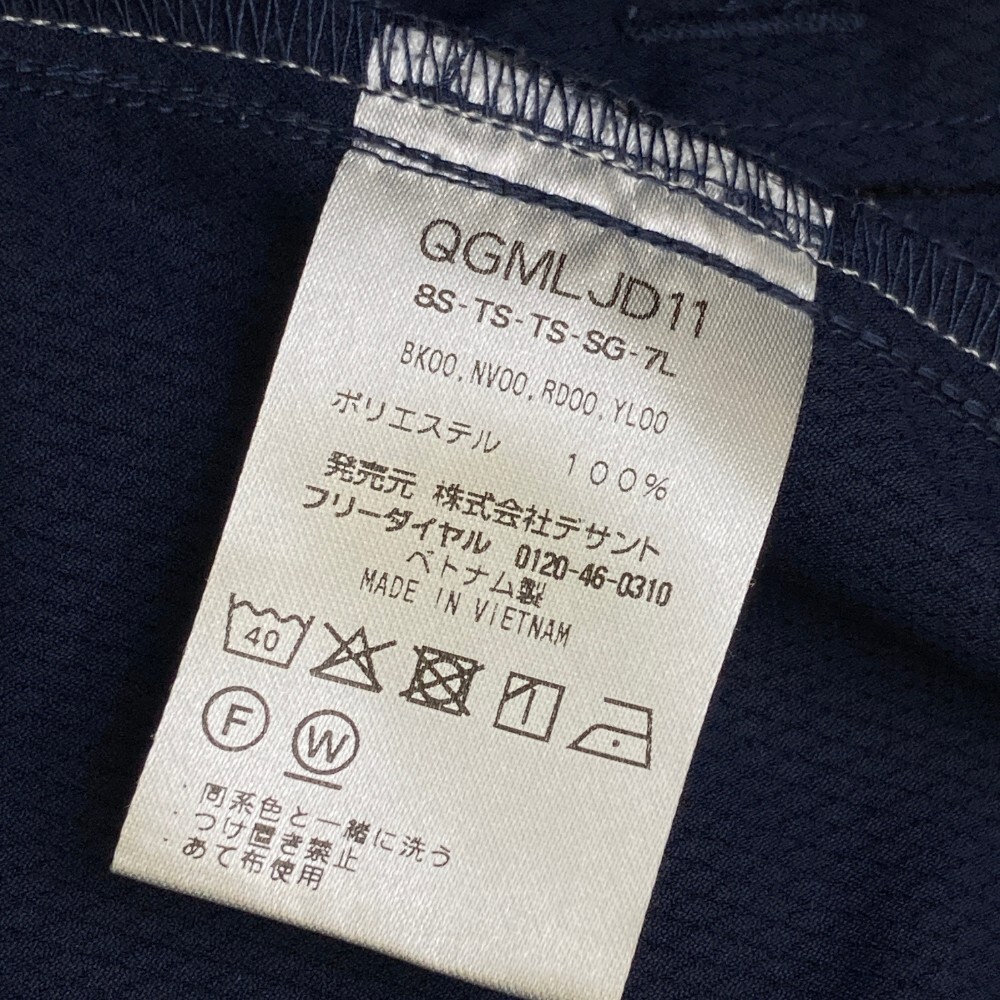 QGMLJD11
8S-TS-TS-SG-7L
BK00,NV00,RD00,YL00
ポリエステル 100%
発売元 株式会社デサント
フリーダイヤル 0120-46-0310
ベトナム製
MADE IN VIETNAM
40
F W
・同系色と一緒に洗う
・つけ置き禁止
・あて布使用